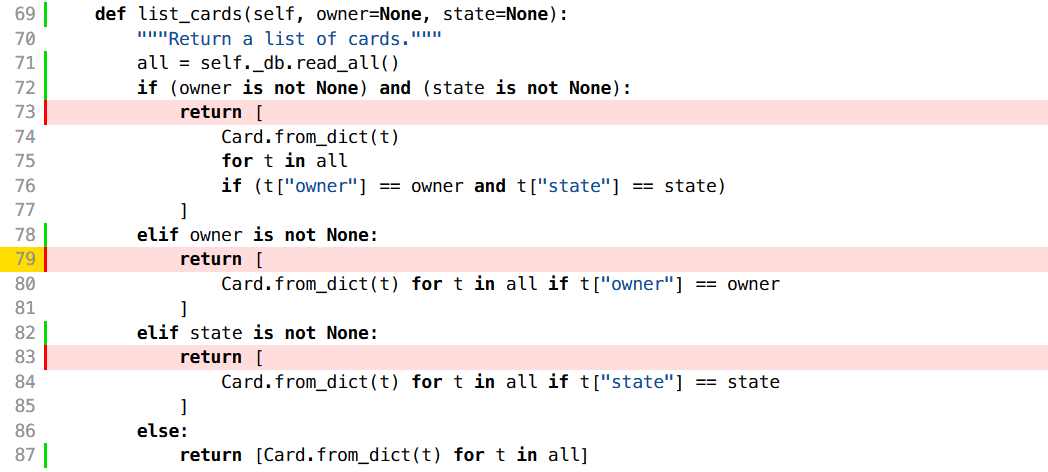 69 def list_cards(self, owner=None, state=None):
70 """Return a list of cards."""
71 all = self._db.read_all()
72 if (owner is not None) and (state is not None):
73 return [
74 Card.from_dict(t)
75 for t in all
76 if (t["owner"] == owner and t["state"] == state)
77 ]
78 elif owner is not None:
79 return [
80 Card.from_dict(t) for t in all if t["owner"] == owner
81 ]
82 elif state is not None:
83 return [
84 Card.from_dict(t) for t in all if t["state"] == state
85 ]
86 else:
87 return [Card.from_dict(t) for t in all]